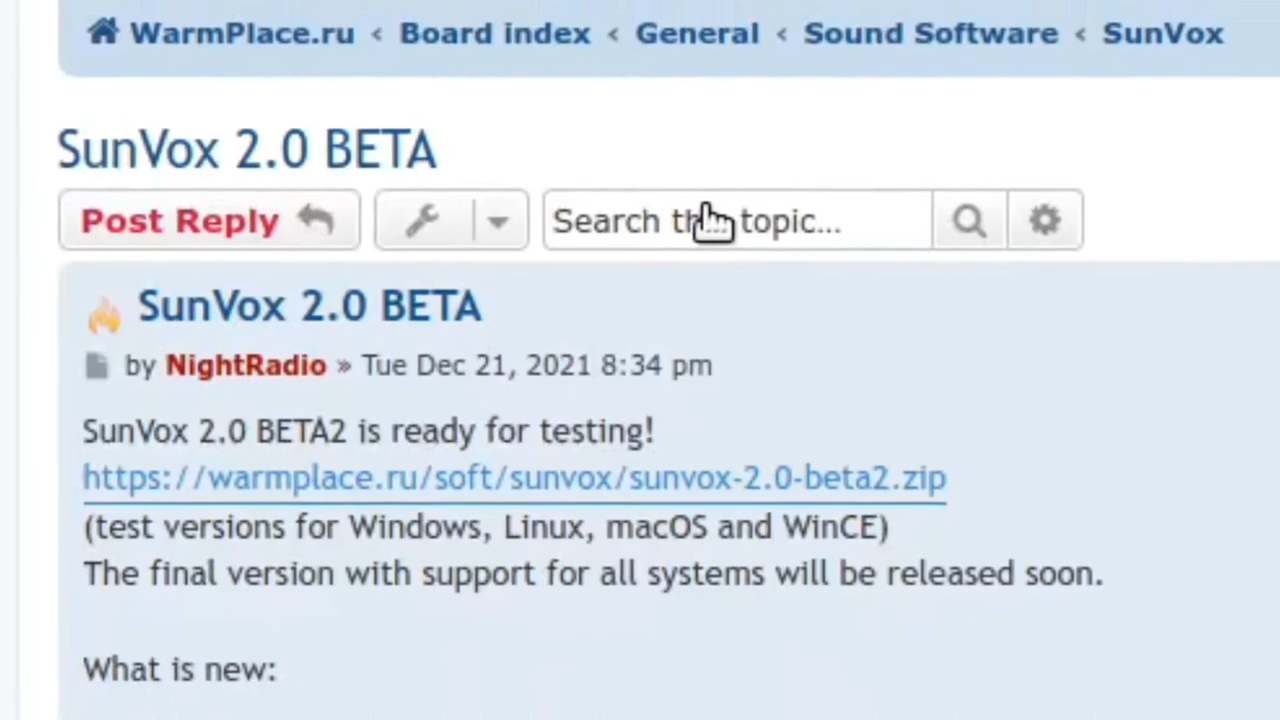 WarmPlace.ru ‹ Board index ‹ General ‹ Sound Software ‹ SunVox
SunVox 2.0 BETA
Post Reply
Search topic...
SunVox 2.0 BETA
by NightRadio » Tue Dec 21, 2021 8:34 pm
SunVox 2.0 BETA2 is ready for testing!
https://warmplace.ru/soft/sunvox/sunvox-2.0-beta2.zip
(test versions for Windows, Linux, macOS and WinCE)
The final version with support for all systems will be released soon.
What is new: